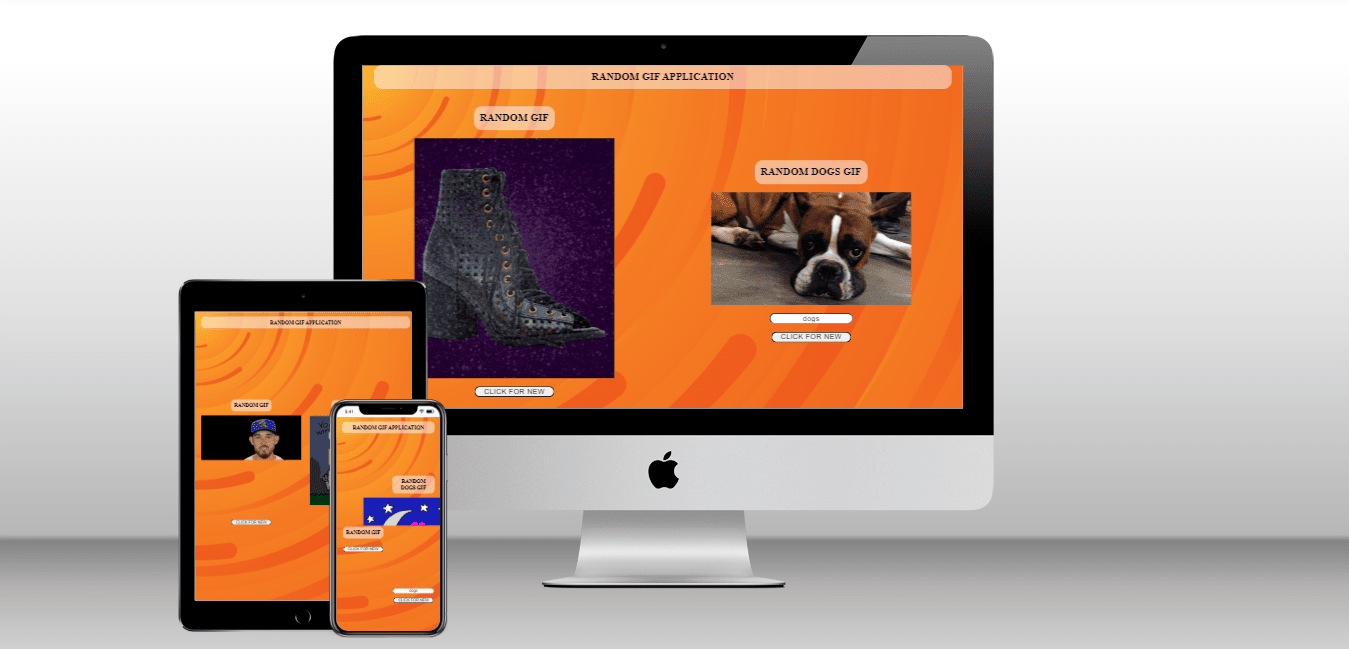 RANDOM GIF APPLICATION
RANDOM GIF
RANDOM DOGS GIF
dogs
CLICK FOR NEW
CLICK FOR NEW
RANDOM GIF APPLICATION
RANDOM GIF
CLICK FOR NEW
9:41
RANDOM GIF APPLICATION
RANDOM
DOGS GIF
RANDOM GIF
CLICK FOR NEW
dogs
CLICK FOR NEW